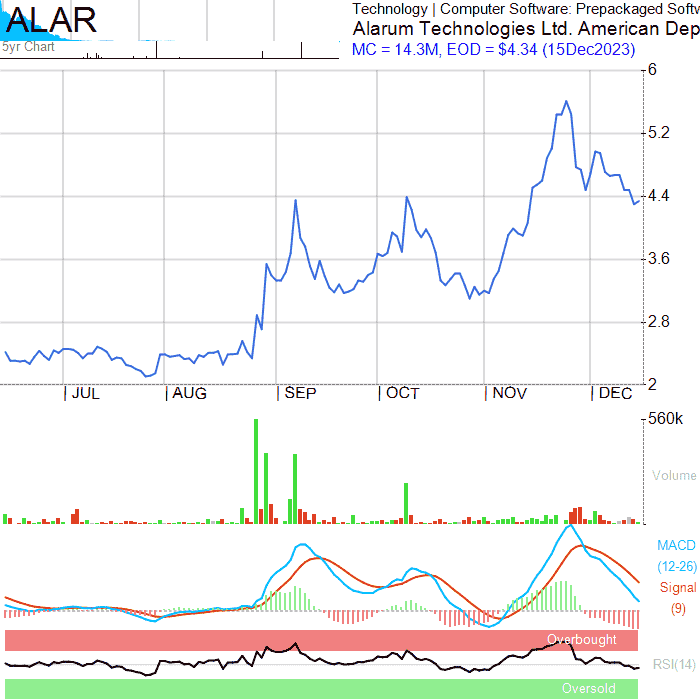 ALAR
5yr Chart
Technology | Computer Software: Prepackaged Softw
Alarum Technologies Ltd. American Dep
MC = 14.3M, EOD = $4.34 (15Dec2023)
6
5.2
4.4
3.6
2.8
2
JUL AUG SEP OCT NOV DEC
560k
Volume
MACD
(12-26)
Signal
(9)
Overbought
RSI(14)
Oversold